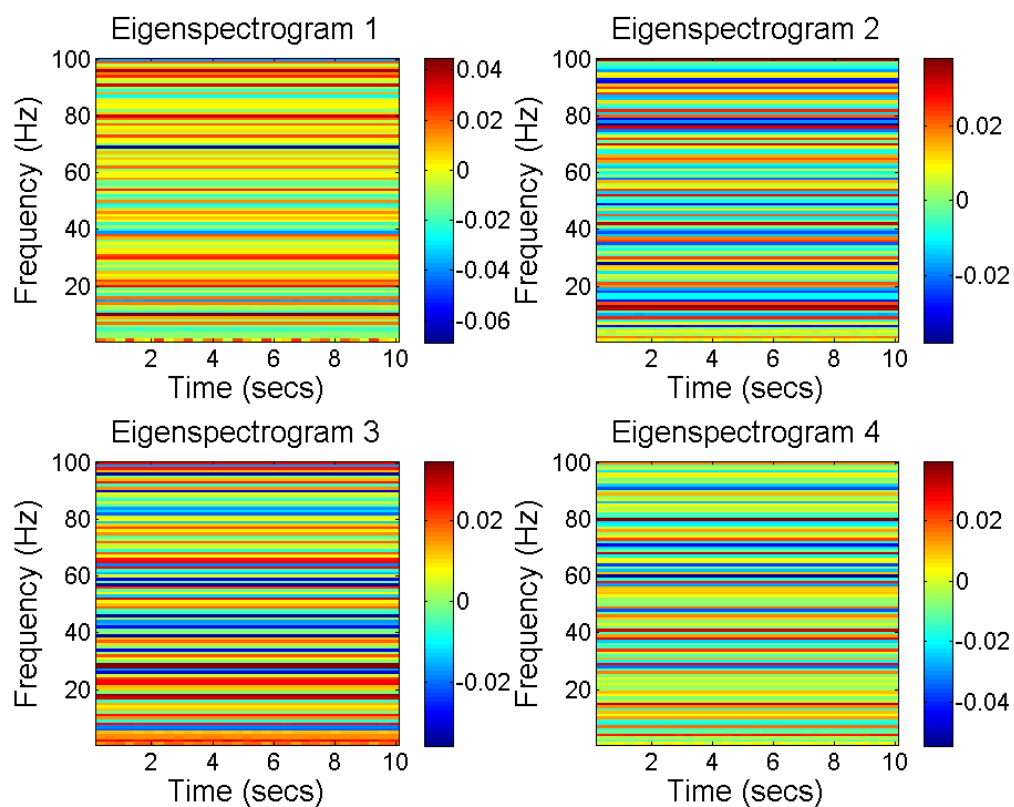 Eigenspectrogram 1
Frequency (Hz)
100
80
60
40
20
2 4 6 8 10
Time (secs)
0.04
0.02
0
-0.02
-0.04
-0.06
Eigenspectrogram 2
Frequency (Hz)
100
80
60
40
20
2 4 6 8 10
Time (secs)
0.02
0
-0.02
Eigenspectrogram 3
Frequency (Hz)
100
80
60
40
20
2 4 6 8 10
Time (secs)
0.02
0
-0.02
Eigenspectrogram 4
Frequency (Hz)
100
80
60
40
20
2 4 6 8 10
Time (secs)
0.02
0
-0.02
-0.04